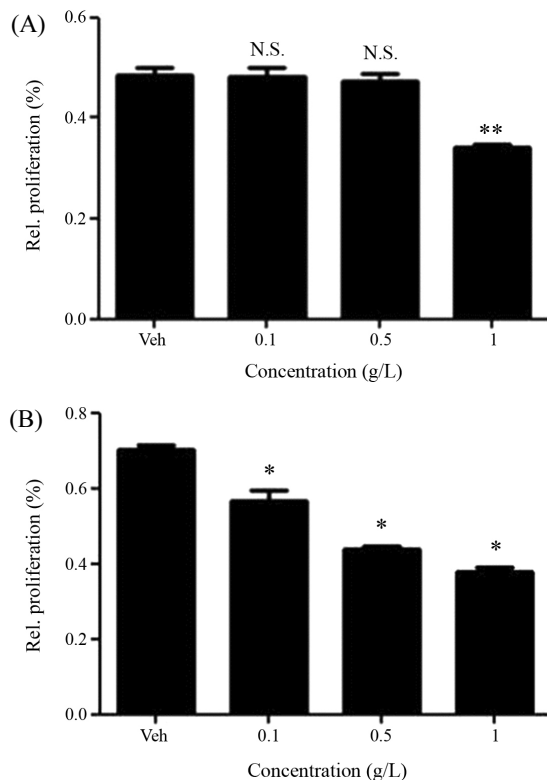 (A)
Rel. proliferation (%)
0.6
0.4
0.2
0.0
N.S.
N.S.
**
Veh
0.1
0.5
1
Concentration (g/L)
(B)
Rel. proliferation (%)
0.8
0.6
0.4
0.2
0.0
*
*
*
Veh
0.1
0.5
1
Concentration (g/L)